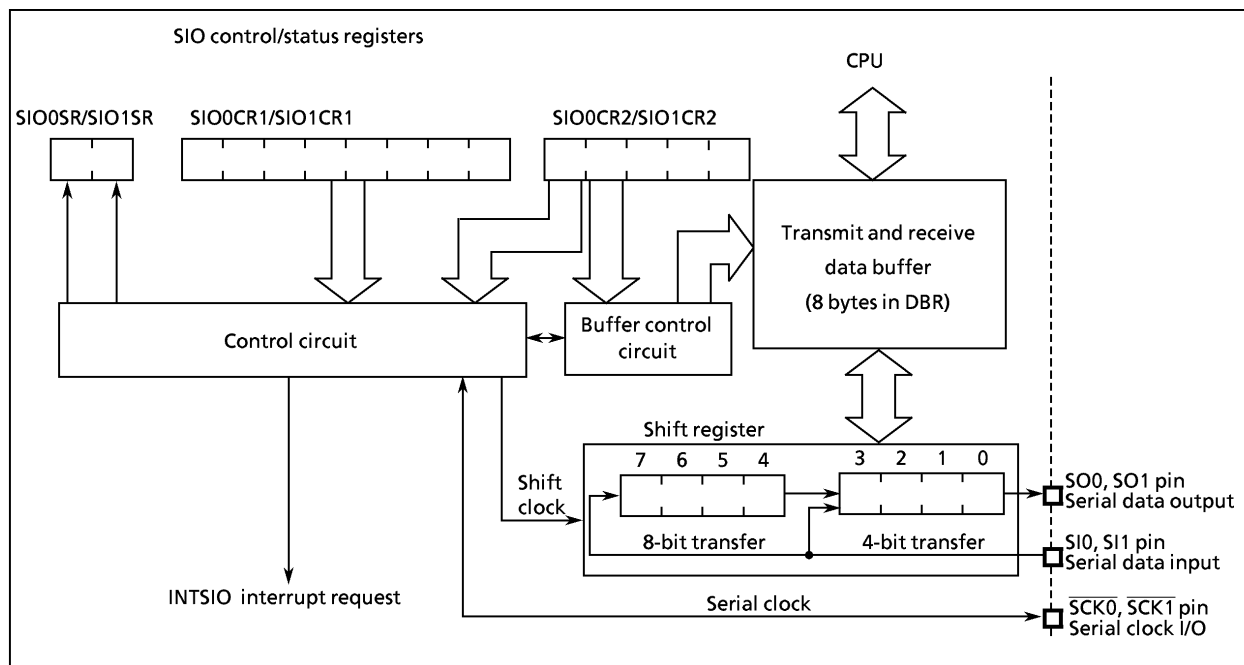 SIO control/status registers
CPU
SIO0SR/SIO1SR
SIO0CR1/SIO1CR1
SIO0CR2/SIO1CR2
Transmit and receive
data buffer
(8 bytes in DBR)
Control circuit
Buffer control
circuit
Shift register
7 6 5 4 3 2 1 0
Shift
clock
SO0, SO1 pin
Serial data output
8-bit transfer
4-bit transfer
SI0, SI1 pin
Serial data input
INTSIO interrupt request
Serial clock
S̅C̅K̅0̅, S̅C̅K̅1̅ pin
Serial clock I/O